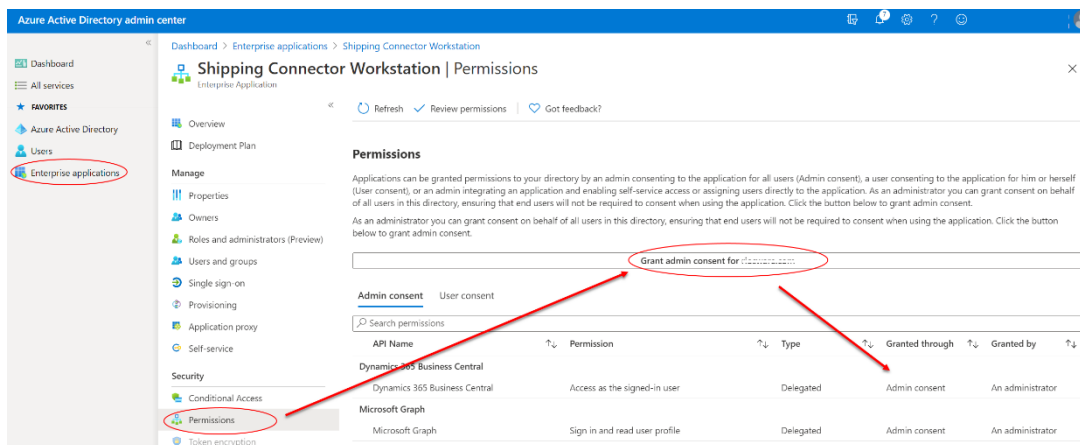 Azure Active Directory admin center
7
Dashboard > Enterprise applications > Shipping Connector Workstation
Shipping Connector Workstation | Permissions
Enterprise Application
Dashboard
All services
FAVORITES
Azure Active Directory
Users
Enterprise applications
Overview
Deployment Plan
Manage
Properties
Owners
Roles and administrators (Preview)
Users and groups
Single sign-on
Provisioning
Application proxy
Self-service
Security
Conditional Access
Permissions
Token encryption
Refresh Review permissions Got feedback?
Permissions
Applications can be granted permissions to your directory by an admin consenting to the application for all users (Admin consent), a user consenting to the application for him or herself
(User consent), or an admin integrating an application and enabling self-service access or assigning users directly to the application. As an administrator you can grant consent on behalf
of all users in this directory, ensuring that end users will not be required to consent when using the application. Click the button below to grant admin consent.
As an administrator you can grant consent on behalf of all users in this directory, ensuring that end users will not be required to consent when using the application. Click the button
below to grant admin consent.
Grant admin consent for
Admin consent User consent
Search permissions
API Name Permission Type Granted through Granted by
Dynamics 365 Business Central
Dynamics 365 Business Central Access as the signed-in user Delegated Admin consent An administrator
Microsoft Graph
Microsoft Graph Sign in and read user profile Delegated Admin consent An administrator